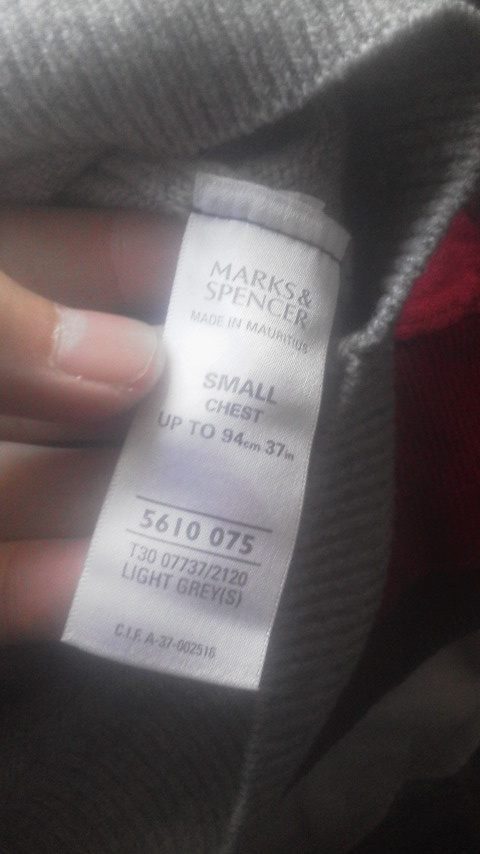 MARKS &
SPENCER
MADE IN MAURITIUS
SMALL
CHEST
UP TO 94cm 37in
5610 075
T30 07737/2120
LIGHT GREY(S)
C.I.F. A-37-002516